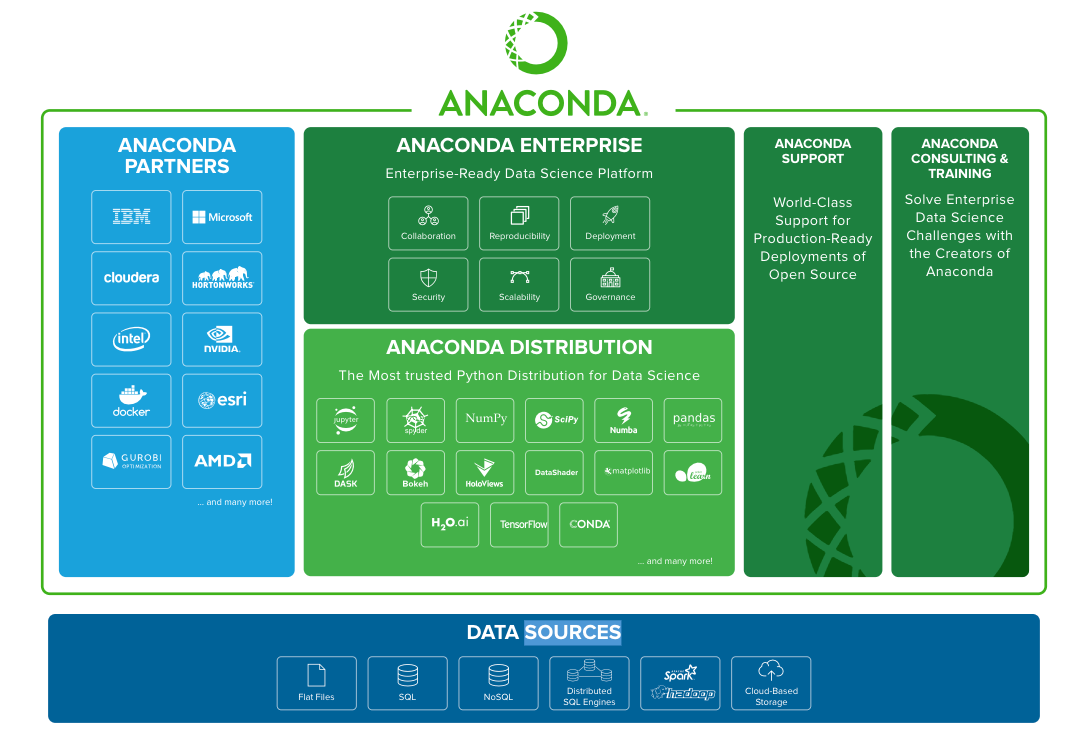 ANACONDA.
ANACONDA
PARTNERS
IBM
Microsoft
cloudera
HORTONWORKS
intel
NVIDIA.
docker
esri
GUROBI
OPTIMIZATION
AMD
... and many more!
ANACONDA ENTERPRISE
Enterprise-Ready Data Science Platform
Collaboration
Reproducibility
Deployment
Security
Scalability
Governance
ANACONDA DISTRIBUTION
The Most trusted Python Distribution for Data Science
jupyter
spyder
NumPy
SciPy
Numba
pandas
DASK
Bokeh
HoloViews
DataShader
matplotlib
learn
H2O.ai
TensorFlow
CONDA
... and many more!
ANACONDA
SUPPORT
World-Class
Support for
Production-Ready
Deployments of
Open Source
ANACONDA
CONSULTING &
TRAINING
Solve Enterprise
Data Science
Challenges with
the Creators of
Anaconda
DATA SOURCES
Flat Files
SQL
NoSQL
Distributed
SQL Engines
Spark
hadoop
Cloud-Based
Storage